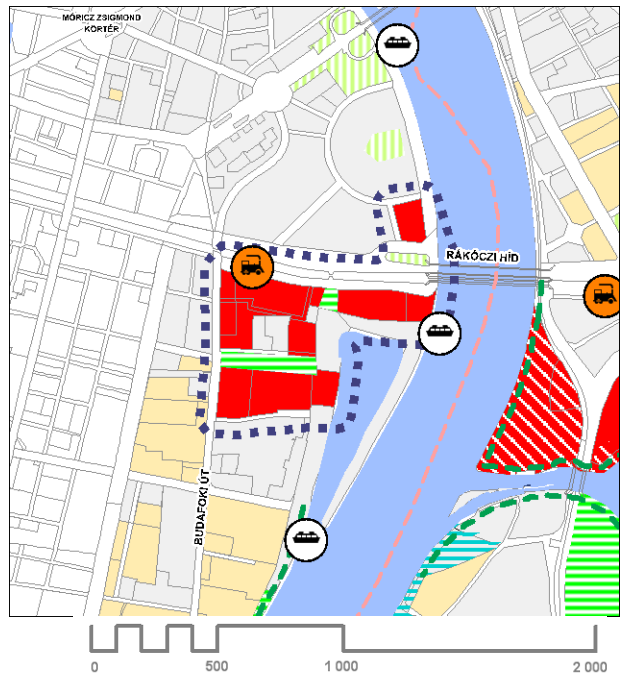 MÓRICZ ZSIGMOND
KÖRTÉR
RÁKÓCZI HÍD
BUDAFOKI ÚT
0 500 1 000 2 000